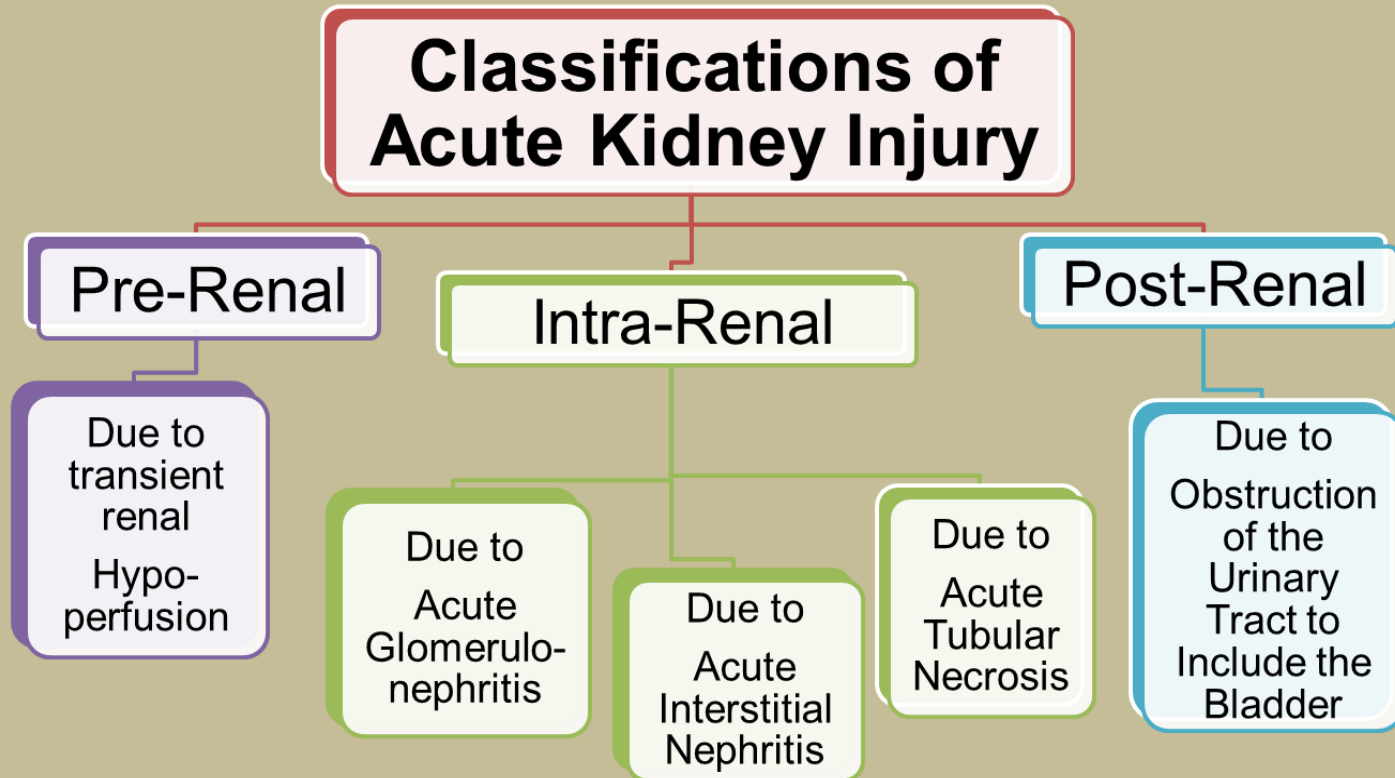 Classifications of
Acute Kidney Injury
Pre-Renal
Intra-Renal
Post-Renal
Due to
transient
renal
Hypo-
perfusion
Due to
Acute
Glomerulo-
nephritis
Due to
Acute
Interstitial
Nephritis
Due to
Acute
Tubular
Necrosis
Due to
Obstruction
of the
Urinary
Tract to
Include the
Bladder